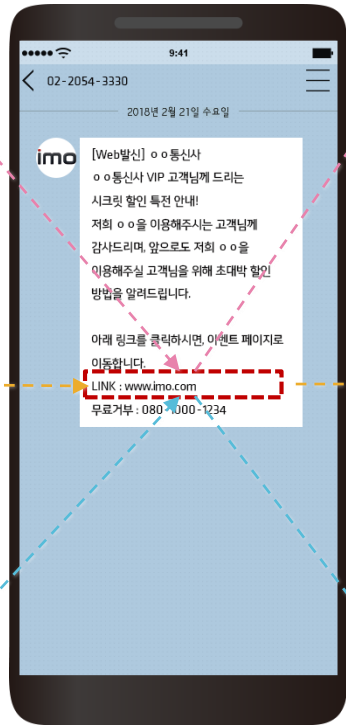 9:41
02-2054-3330
2018년 2월 21일 수요일
imo
[Web발신] ㅇㅇ통신사
ㅇㅇ통신사 VIP 고객님께 드리는
시크릿 할인 특전 안내!
저희 ㅇㅇ을 이용해주시는 고객님께
감사드리며, 앞으로도 저희 ㅇㅇ을
이용해주실 고객님을 위해 초대박 할인
방법을 알려드립니다.
아래 링크를 클릭하시면, 이벤트 페이지로
이동합니다.
LINK : www.imo.com
무료거부 : 080-1000-1234